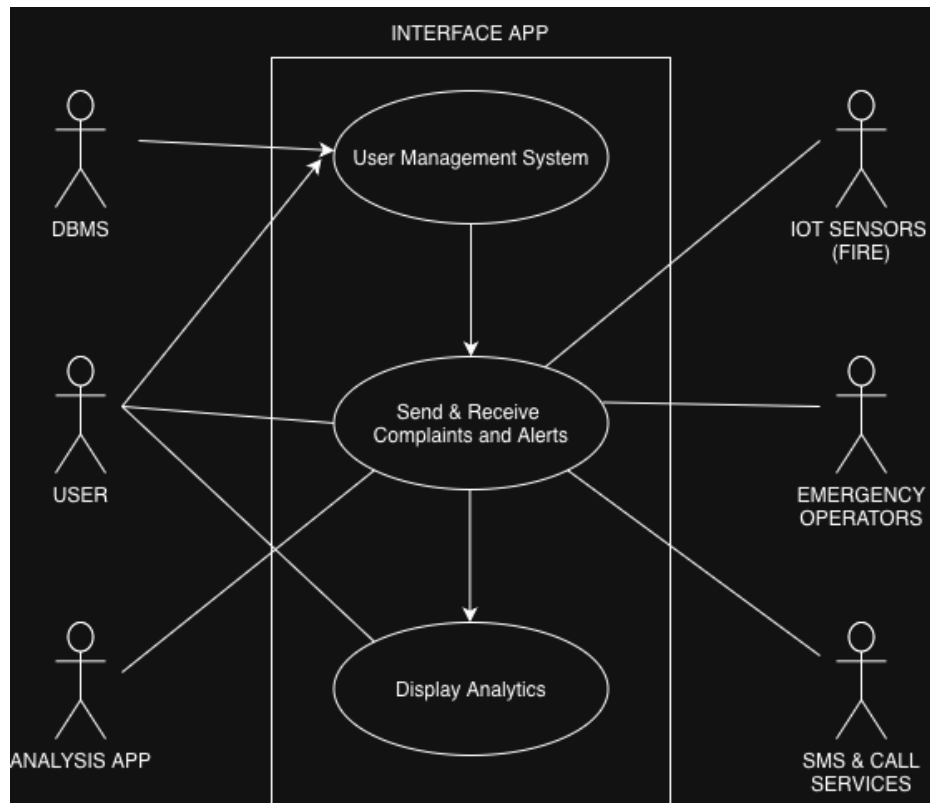 INTERFACE APP
User Management System
DBMS
IOT SENSORS
(FIRE)
Send & Receive
Complaints and Alerts
USER
EMERGENCY
OPERATORS
Display Analytics
ANALYSIS APP
SMS & CALL
SERVICES